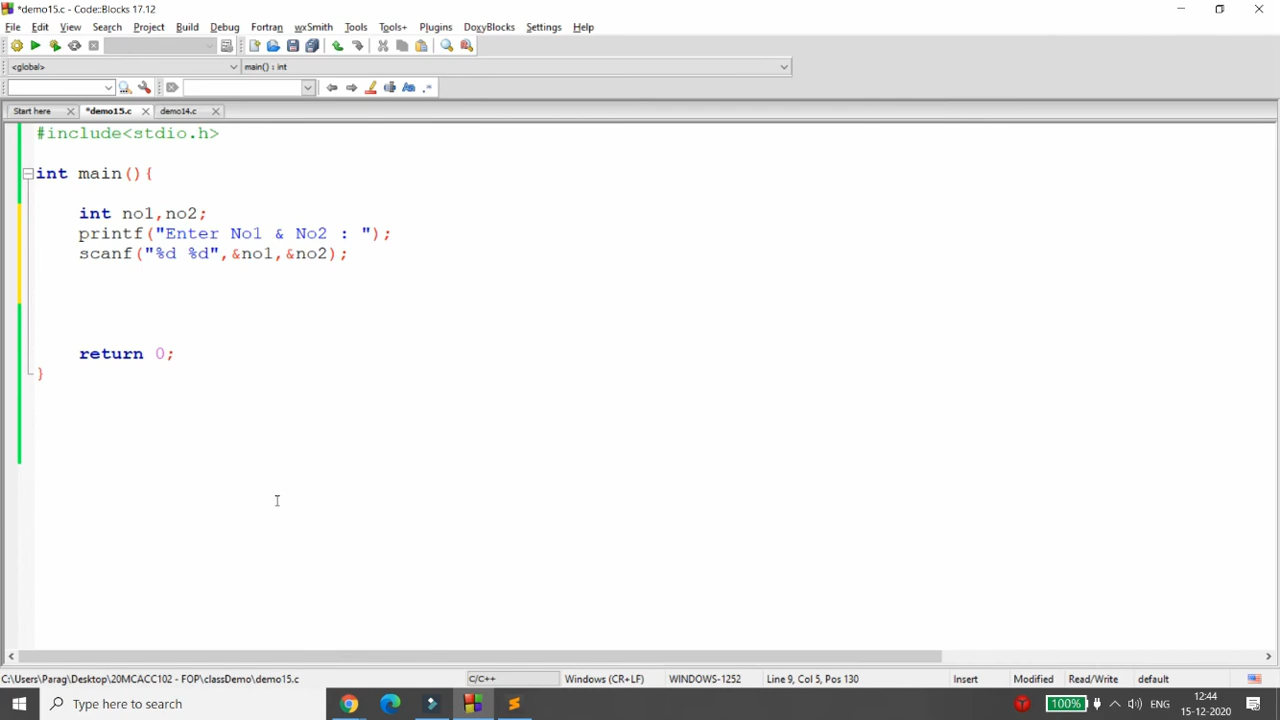 *demo15.c - Code::Blocks 17.12
File Edit View Search Project Build Debug Fortran wxSmith Tools Tools+ Plugins DoxyBlocks Settings Help
<global> main() : int
Start here *demo15.c demo14.c
#include<stdio.h>
int main(){
int no1,no2;
printf("Enter No1 & No2 : ");
scanf("%d %d",&no1,&no2);
return 0;
}
C:\Users\Parag\Desktop\20MCACC102 - FOP\classDemo\demo15.c C/C++ Windows (CR+LF) WINDOWS-1252 Line 9, Col 5, Pos 130 Insert Modified Read/Write default
Type here to search 100% ENG 12:44
15-12-2020